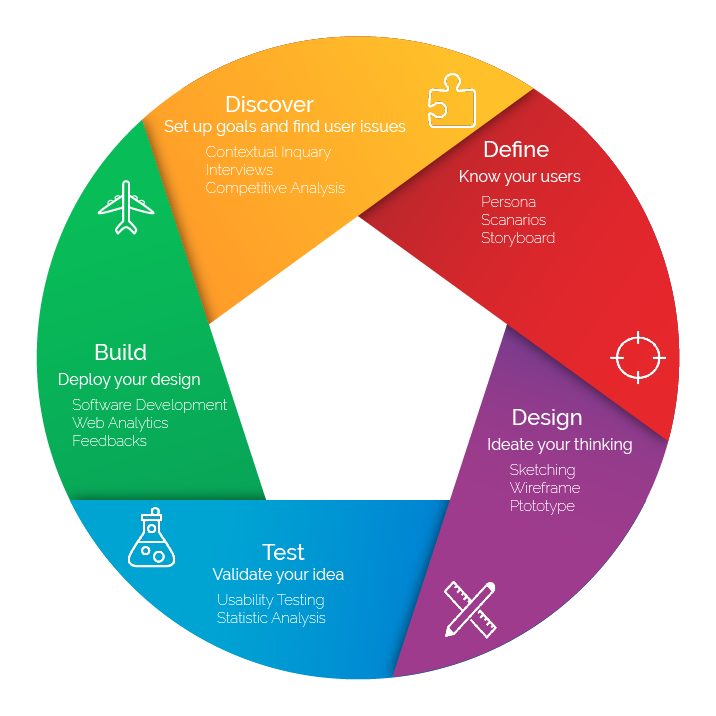 Discover
Set up goals and find user issues
Contextual Inquary
Interviews
Competitive Analysis
Define
Know your users
Persona
Scanarios
Storyboard
Design
Ideate your thinking
Sketching
Wireframe
Ptototype
Test
Validate your idea
Usability Testing
Statistic Analysis
Build
Deploy your design
Software Development
Web Analytics
Feedbacks